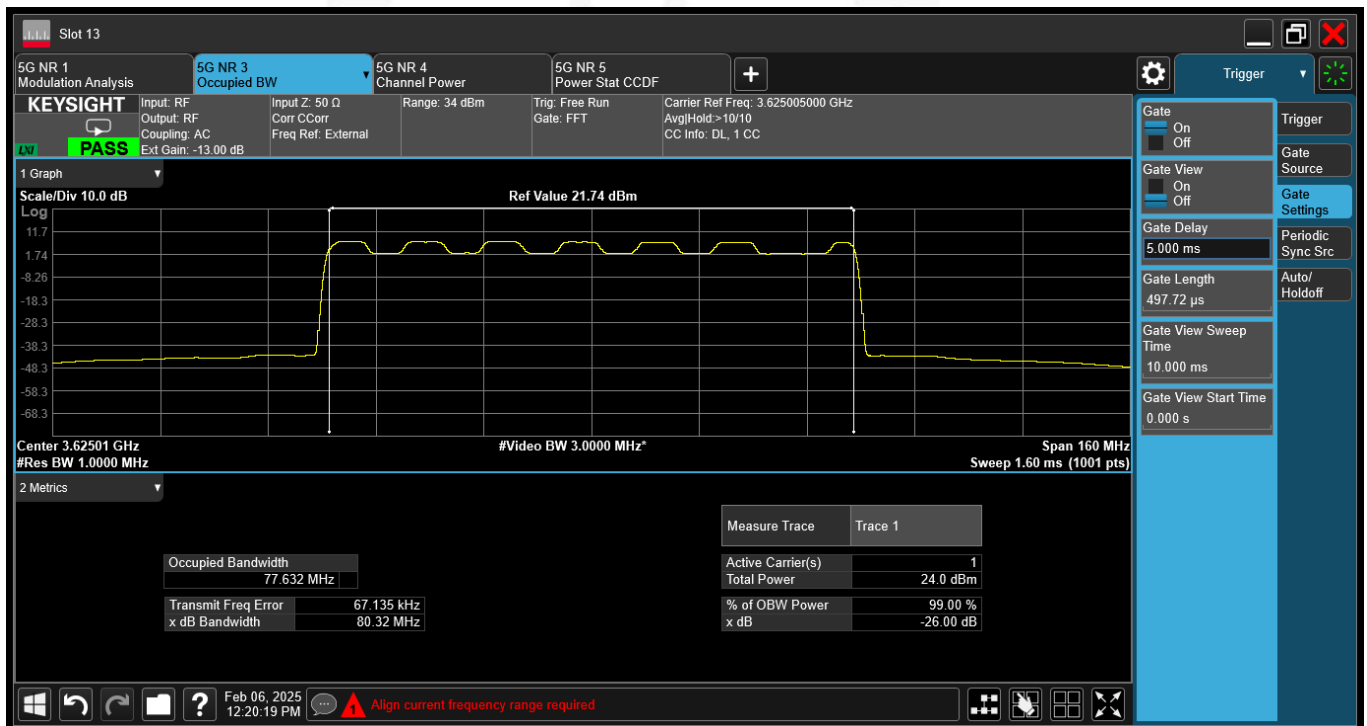 Slot 13
5G NR 1
Modulation Analysis
5G NR 3
Occupied BW
5G NR 4
Channel Power
5G NR 5
Power Stat CCDF
Trigger
KEYSIGHT
LXI
PASS
Input: RF
Output: RF
Coupling: AC
Ext Gain: -13.00 dB
Input Z: 50 Ω
Corr CCorr
Freq Ref: External
Range: 34 dBm
Trig: Free Run
Gate: FFT
Carrier Ref Freq: 3.625005000 GHz
Avg|Hold:>10/10
CC Info: DL, 1 CC
1 Graph
Scale/Div 10.0 dB
Ref Value 21.74 dBm
Log
11.7
1.74
-8.26
-18.3
-28.3
-38.3
-48.3
-58.3
-68.3
Center 3.62501 GHz
#Video BW 3.0000 MHz*
Span 160 MHz
#Res BW 1.0000 MHz
Sweep 1.60 ms (1001 pts)
2 Metrics
Measure Trace Trace 1
Occupied Bandwidth
77.632 MHz
Active Carrier(s) 1
Total Power 24.0 dBm
Transmit Freq Error 67.135 kHz
x dB Bandwidth 80.32 MHz
% of OBW Power 99.00 %
x dB -26.00 dB
Gate
On
Off
Gate View
On
Off
Gate Delay
5.000 ms
Gate Length
497.72 µs
Gate View Sweep
Time
10.000 ms
Gate View Start Time
0.000 s
Trigger
Gate
Source
Gate
Settings
Periodic
Sync Src
Auto/
Holdoff
?
Feb 06, 2025
12:20:19 PM
1
Align current frequency range required